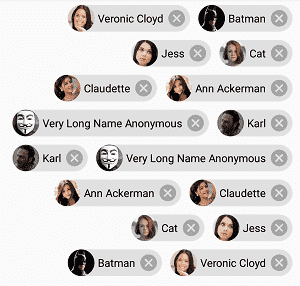 Veronic Cloyd Batman
Jess Cat
Claudette Ann Ackerman
Very Long Name Anonymous Karl
Karl Very Long Name Anonymous
Ann Ackerman Claudette
Cat Jess
Batman Veronic Cloyd